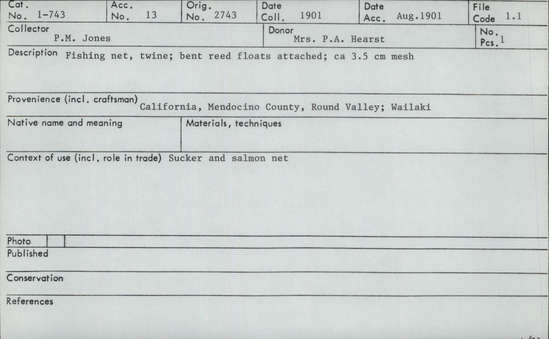 Cat. No. 1-743 Acc. No. 13 Orig. No. 2743 Date Coll. 1901 Date Acc. Aug.1901 File Code 1.1
Collector P.M. Jones Donor Mrs. P.A. Hearst No. Pcs. 1
Description Fishing net, twine; bent reed floats attached; ca 3.5 cm mesh
Provenience (incl. craftsman) California, Mendocino County, Round Valley; Wailaki
Native name and meaning Materials, techniques
Context of use (incl. role in trade) Sucker and salmon net
Photo
Published
Conservation
References